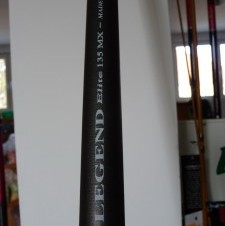 LEGEND Elite 135 MX –